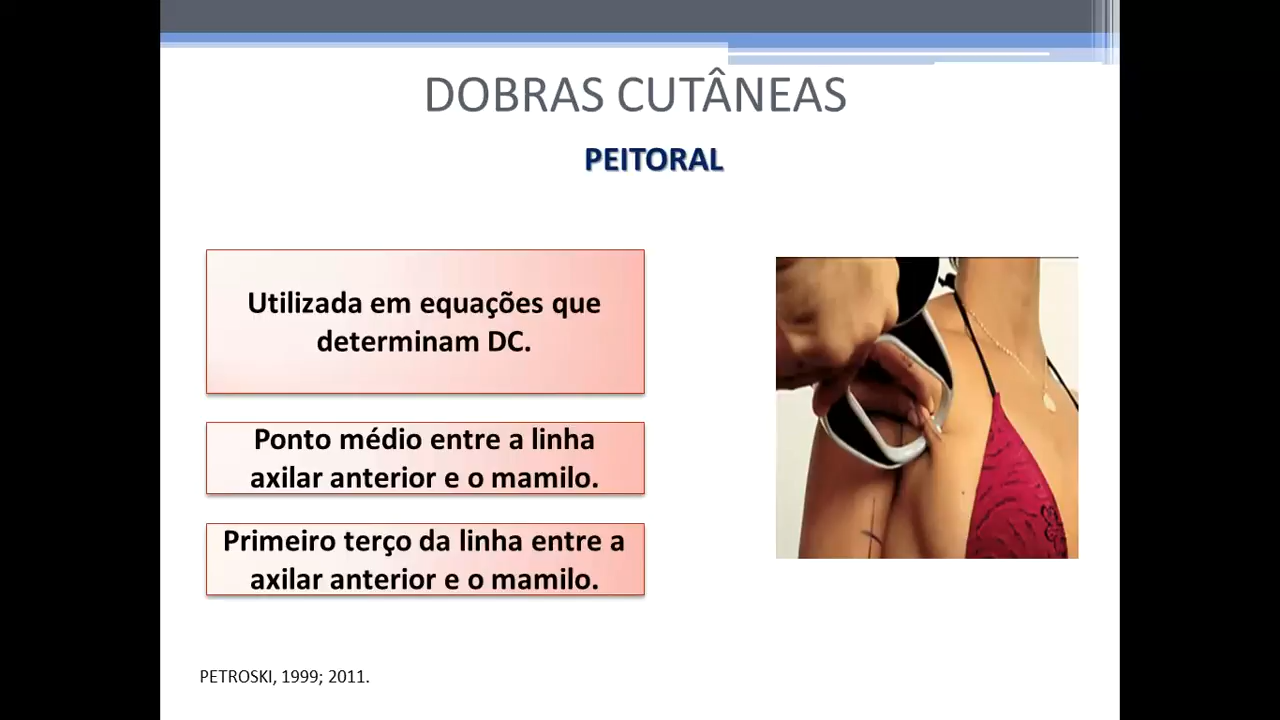 DOBRAS CUTÂNEAS
PEITORAL
Utilizada em equações que
determinam DC.
Ponto médio entre a linha
axilar anterior e o mamilo.
Primeiro terço da linha entre a
axilar anterior e o mamilo.
PETROSKI, 1999; 2011.